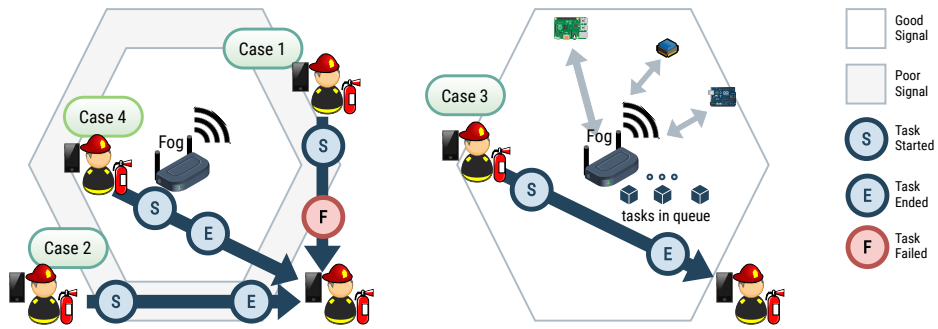 Case 1
Case 4
Fog
S
S
E
F
Case 2
S
E
Case 3
Fog
S
tasks in queue
E
Good
Signal
Poor
Signal
S
Task
Started
E
Task
Ended
F
Task
Failed